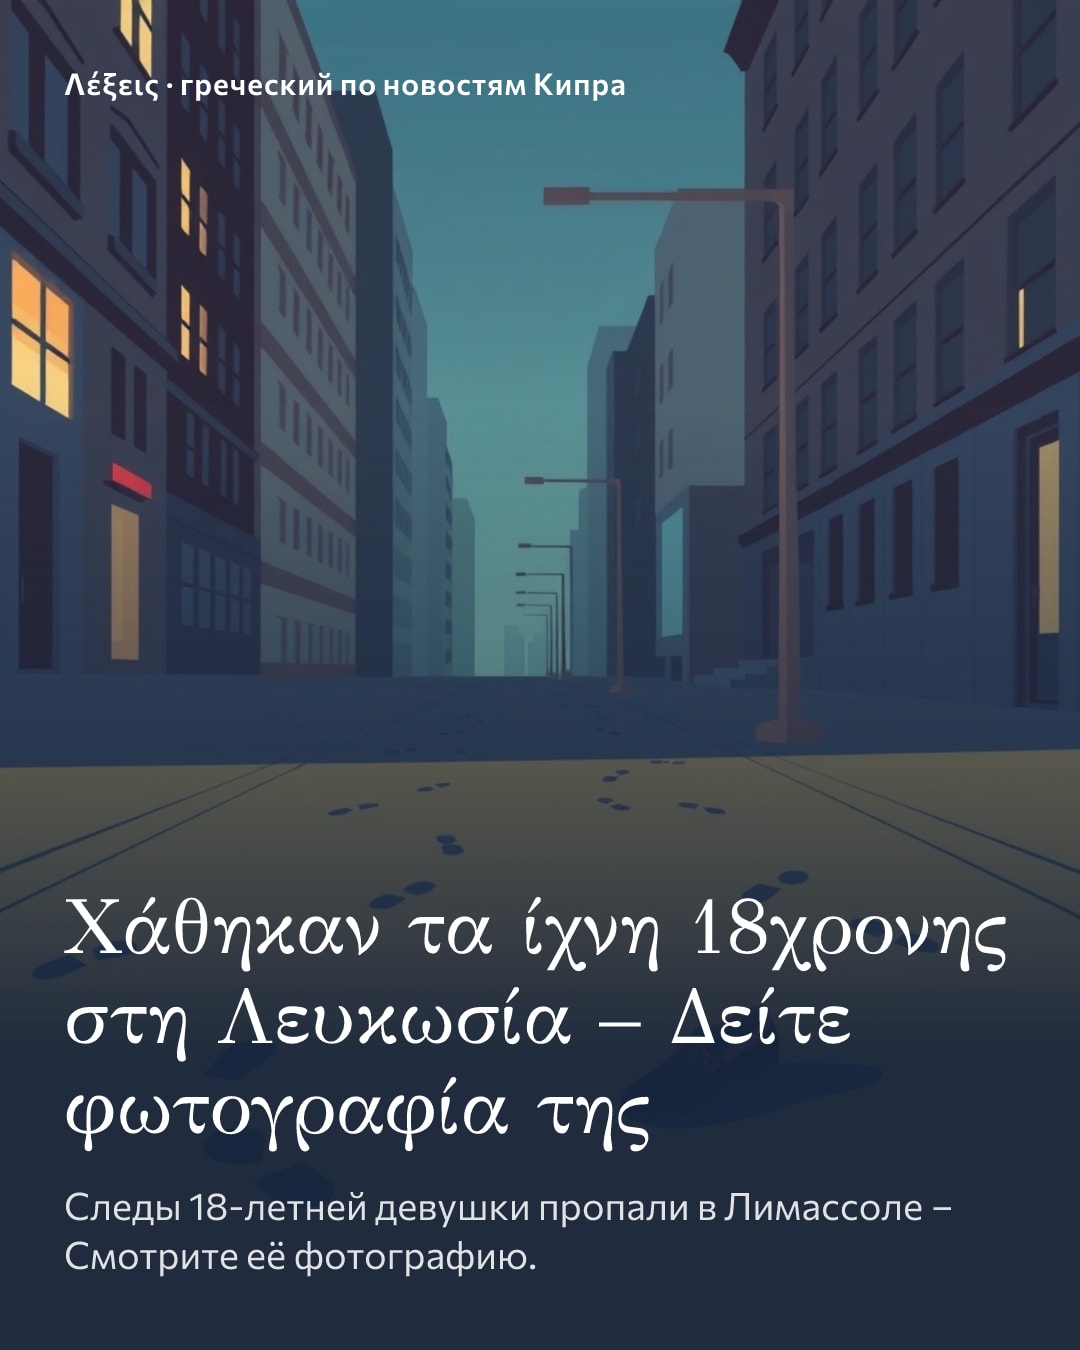 Λέξεις · греческий по новостям Кипра
Χάθηκαν τα ίχνη 18χρονης
στη Λευκωσία – Δείτε
φωτογραφία της
Следы 18-летней девушки пропали в Лимассоле –
Смотрите её фотографию.